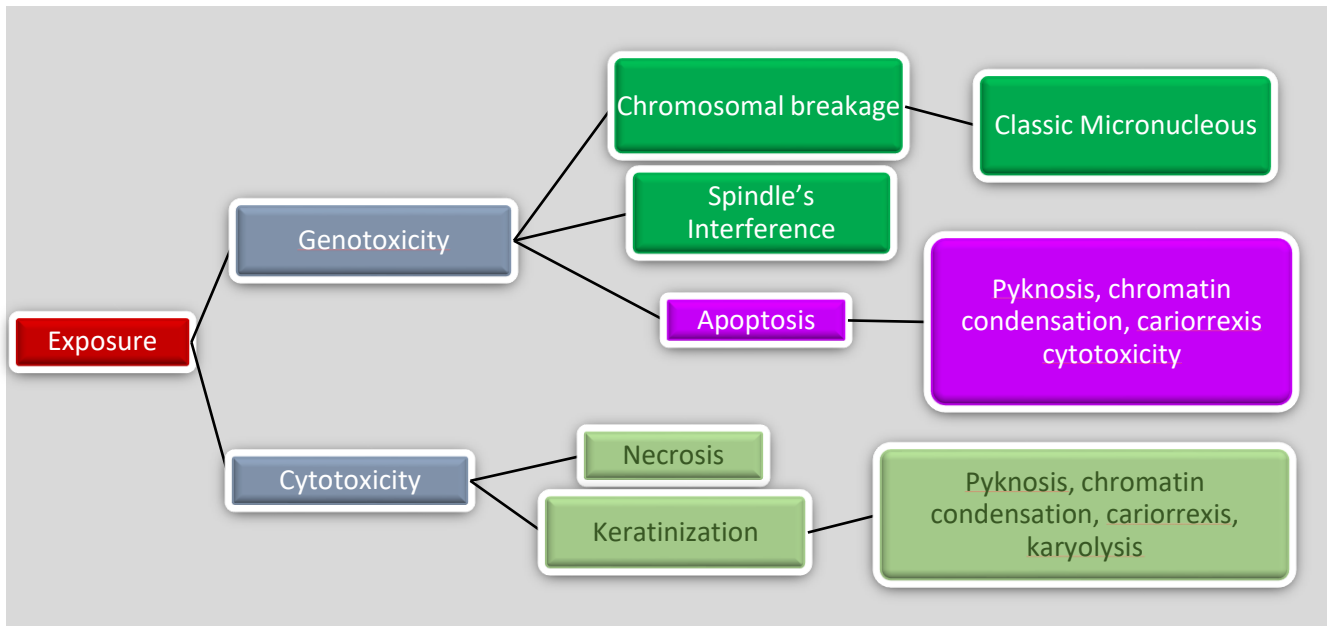 Exposure
Genotoxicity
Chromosomal breakage
Classic Micronucleous
Spindle’s
Interference
Apoptosis
Pyknosis, chromatin
condensation, cariorrexis
cytotoxicity
Cytotoxicity
Necrosis
Keratinization
Pyknosis, chromatin
condensation, cariorrexis,
karyolysis